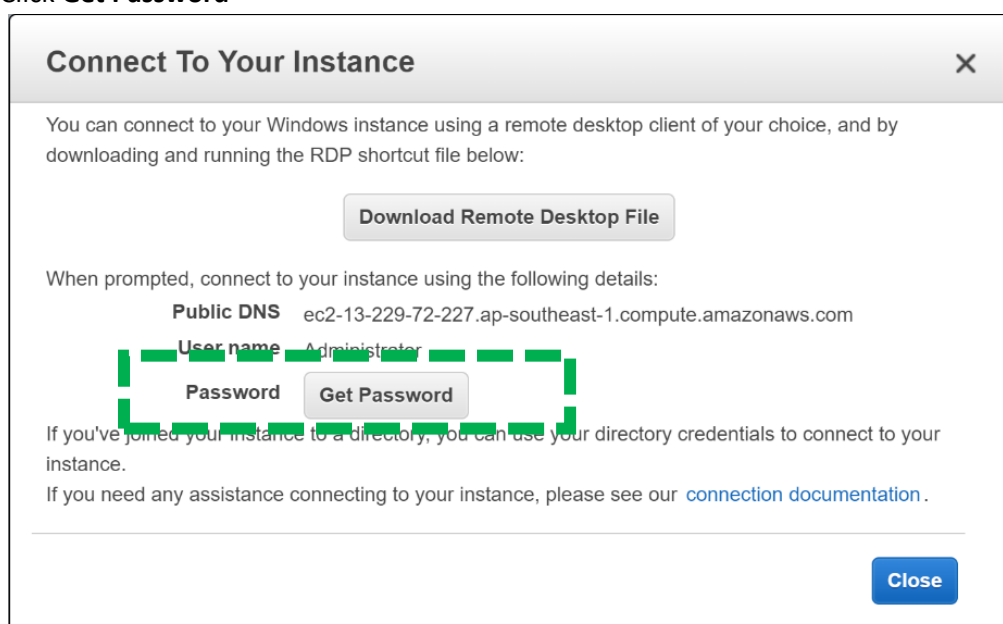 Click Get Password
Connect To Your Instance
You can connect to your Windows instance using a remote desktop client of your choice, and by
downloading and running the RDP shortcut file below:
Download Remote Desktop File
When prompted, connect to your instance using the following details:
Public DNS ec2-13-229-72-227.ap-southeast-1.compute.amazonaws.com
User name Administrator
Password Get Password
If you've joined your instance to a directory, you can use your directory credentials to connect to your
instance.
If you need any assistance connecting to your instance, please see our connection documentation.
Close